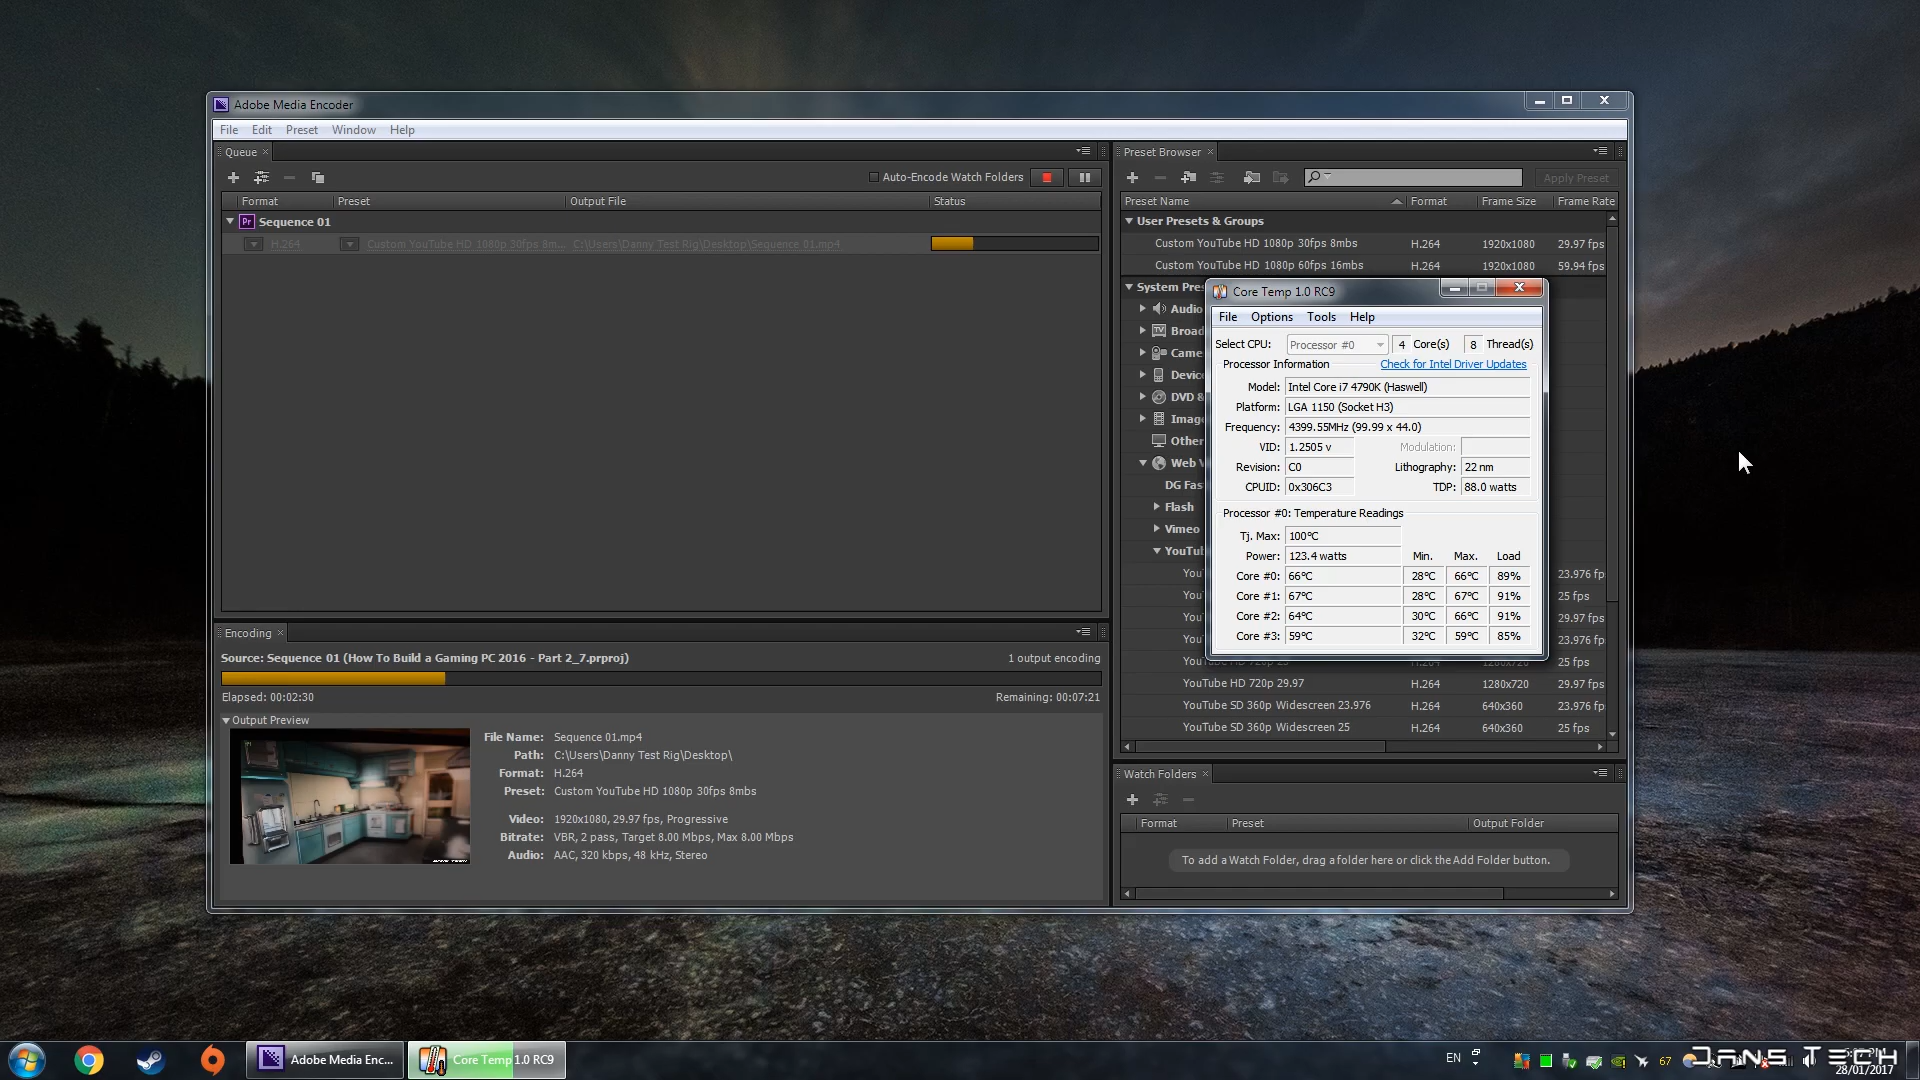 Adobe Media Encoder
File Edit Preset Window Help
Queue ×
Auto-Encode Watch Folders
Format Preset Output File Status
Pr Sequence 01
H.264 Custom YouTube HD 1080p 30fps 8m... C:\Users\Danny Test Rig\Desktop\Sequence 01.mp4
Encoding ×
Source: Sequence 01 (How To Build a Gaming PC 2016 - Part 2_7.prproj) 1 output encoding
Elapsed: 00:02:30 Remaining: 00:07:21
Output Preview
File Name: Sequence 01.mp4
Path: C:\Users\Danny Test Rig\Desktop\
Format: H.264
Preset: Custom YouTube HD 1080p 30fps 8mbs
Video: 1920x1080, 29.97 fps, Progressive
Bitrate: VBR, 2 pass, Target 8.00 Mbps, Max 8.00 Mbps
Audio: AAC, 320 kbps, 48 kHz, Stereo
Preset Browser ×
Apply Preset
Preset Name Format Frame Size Frame Rate
User Presets & Groups
Custom YouTube HD 1080p 30fps 8mbs H.264 1920x1080 29.97 fps
Custom YouTube HD 1080p 60fps 16mbs H.264 1920x1080 59.94 fps
System Pre
Audio
Broad
Came
Device
DVD &
Image
Other
Web V
DG Fas
Flash
Vimeo
YouTub
You 23.976 fp
You 25 fps
You 29.97 fps
You 23.976 fp
YouTube HD 720p 25 H.264 1280x720 25 fps
YouTube HD 720p 29.97 H.264 1280x720 29.97 fps
YouTube SD 360p Widescreen 23.976 H.264 640x360 23.976 fp
YouTube SD 360p Widescreen 25 H.264 640x360 25 fps
Core Temp 1.0 RC9
File Options Tools Help
Select CPU: Processor #0 4 Core(s) 8 Thread(s)
Processor Information Check for Intel Driver Updates
Model: Intel Core i7 4790K (Haswell)
Platform: LGA 1150 (Socket H3)
Frequency: 4399.55MHz (99.99 x 44.0)
VID: 1.2505 v Modulation:
Revision: C0 Lithography: 22 nm
CPUID: 0x306C3 TDP: 88.0 watts
Processor #0: Temperature Readings
Tj. Max: 100°C
Power: 123.4 watts Min. Max. Load
Core #0: 66°C 28°C 66°C 89%
Core #1: 67°C 28°C 67°C 91%
Core #2: 64°C 30°C 66°C 91%
Core #3: 59°C 32°C 59°C 85%
Watch Folders ×
Format Preset Output Folder
To add a Watch Folder, drag a folder here or click the Add Folder button.
Adobe Media Enc... Core Temp 1.0 RC9 EN 67
JANS TECH
28/01/2017